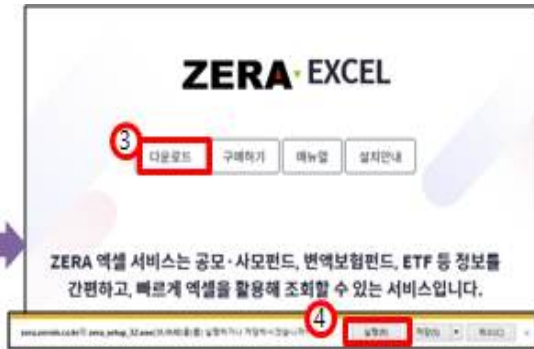 ZERA EXCEL
③
다운로드 구매하기 매뉴얼 설치안내
ZERA 엑셀 서비스는 공모·사모펀드, 변액보험펀드, ETF 등 정보를
간편하고, 빠르게 엑셀을 활용해 조회할 수 있는 서비스입니다.
④
실행(R) 저장(S) 취소(C)